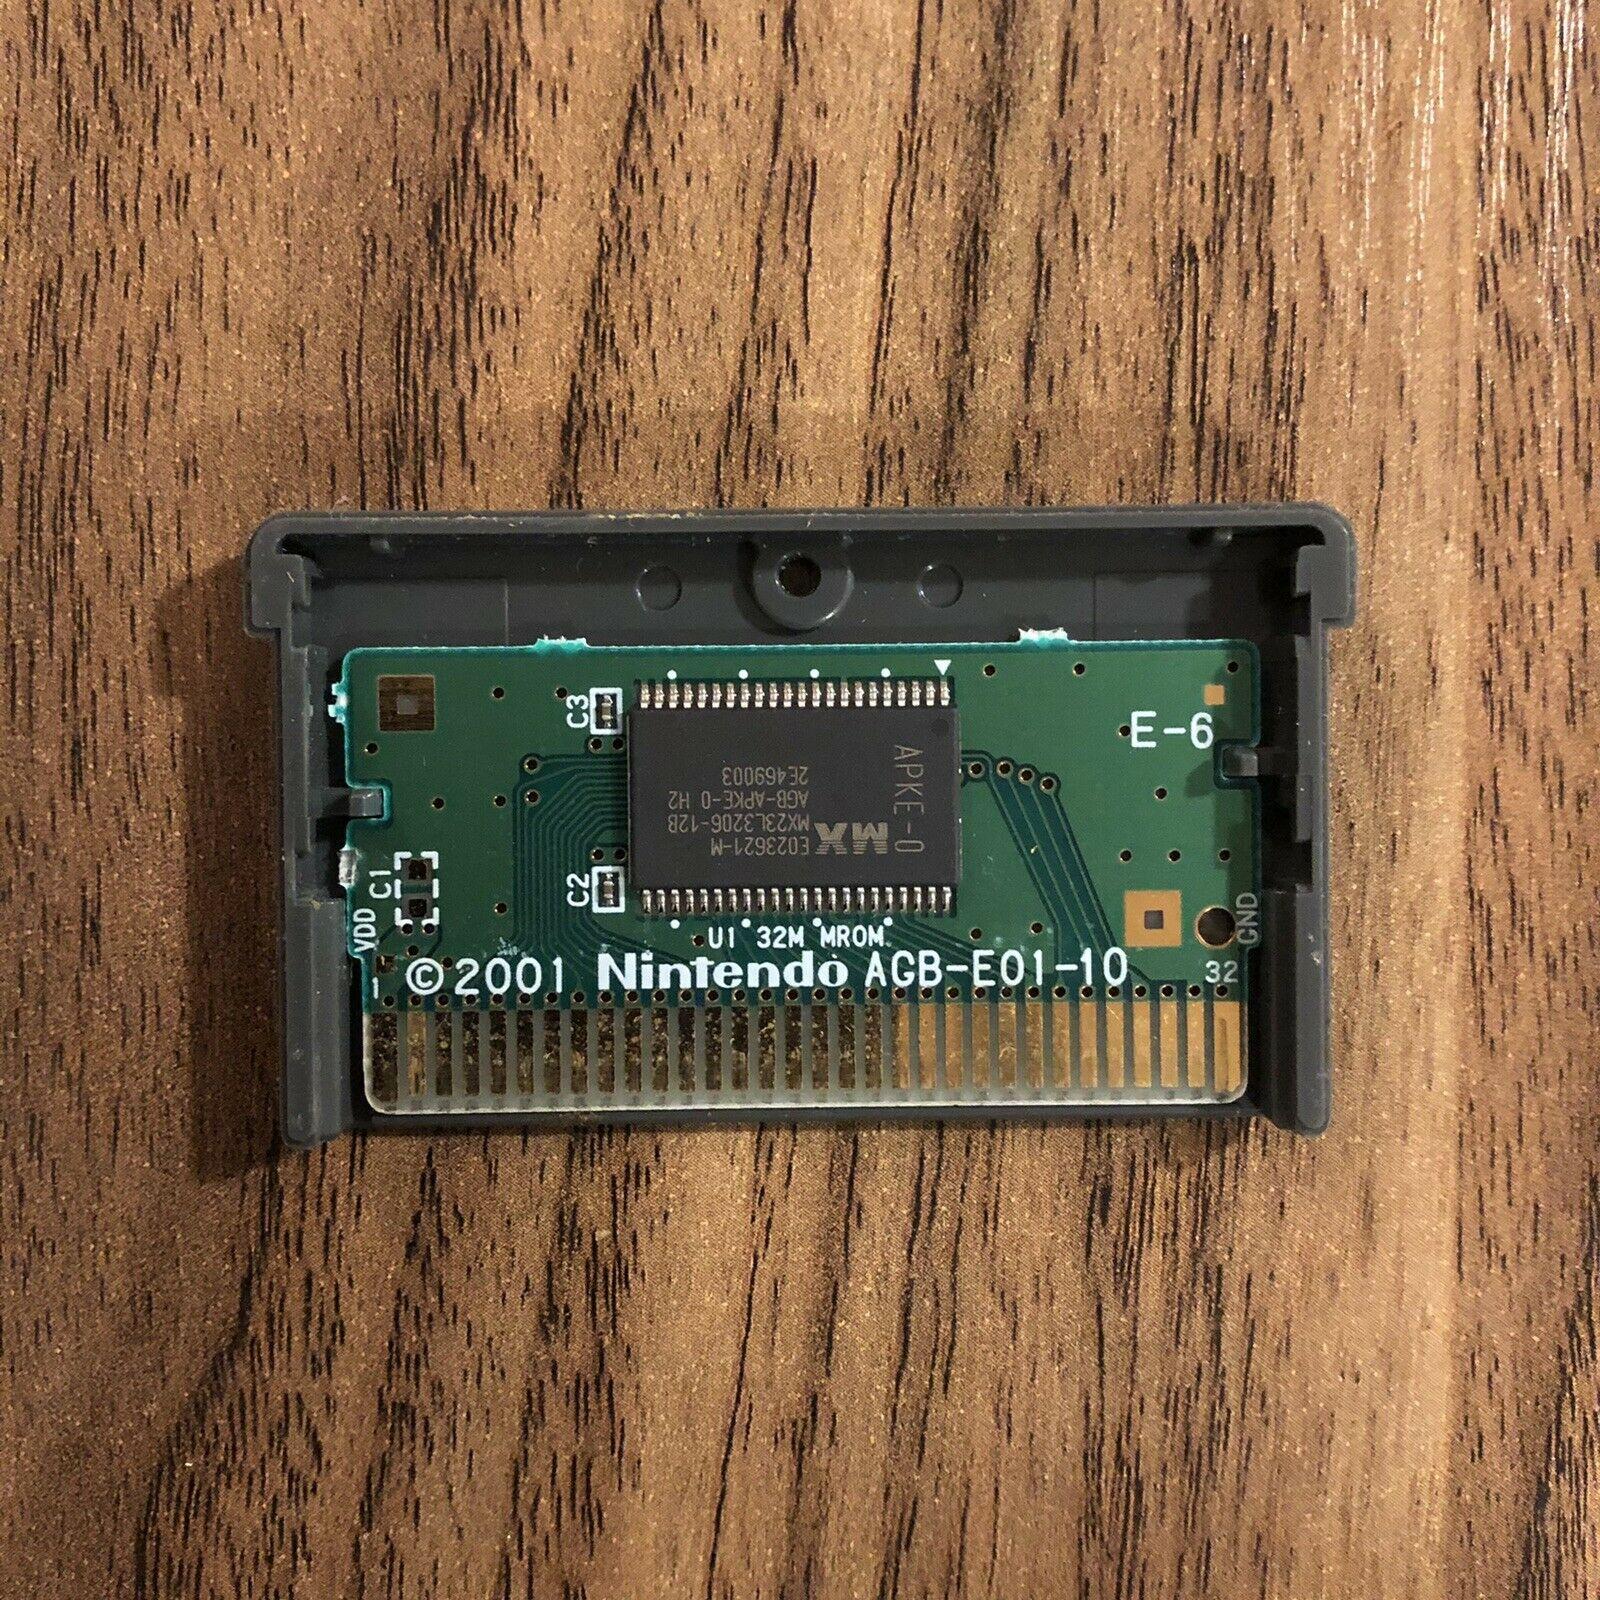 C3
E-6
APKE-0
MX
E023621-M
MX23L3206-12B
AGB-APKE-0 H2
2E469003
C1
C2
VDD
GND
U1 32M MROM
1
©2001 Nintendo AGB-E01-10
32